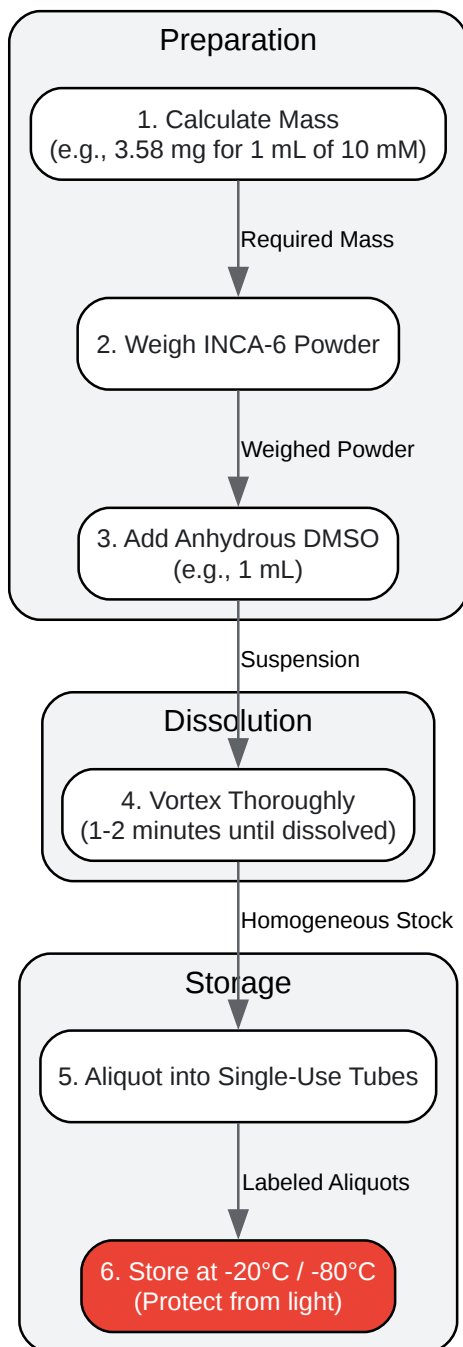 Preparation
1. Calculate Mass
(e.g., 3.58 mg for 1 mL of 10 mM)
Required Mass
2. Weigh INCA-6 Powder
Weighed Powder
3. Add Anhydrous DMSO
(e.g., 1 mL)
Suspension
Dissolution
4. Vortex Thoroughly
(1-2 minutes until dissolved)
Homogeneous Stock
Storage
5. Aliquot into Single-Use Tubes
Labeled Aliquots
6. Store at -20°C / -80°C
(Protect from light)